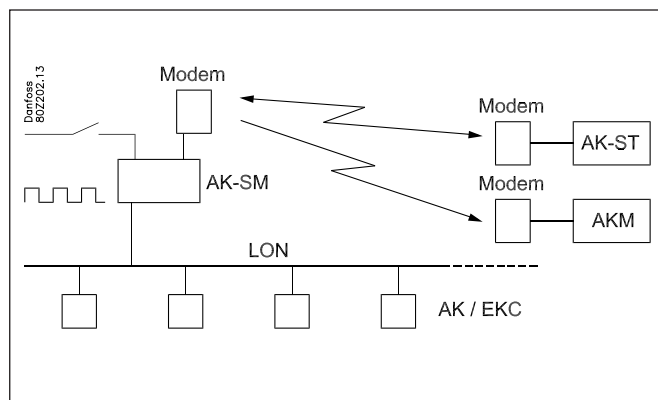 Danfoss
80Z202.13
Modem
Modem
AK-ST
AK-SM
Modem
AKM
LON
AK / EKC